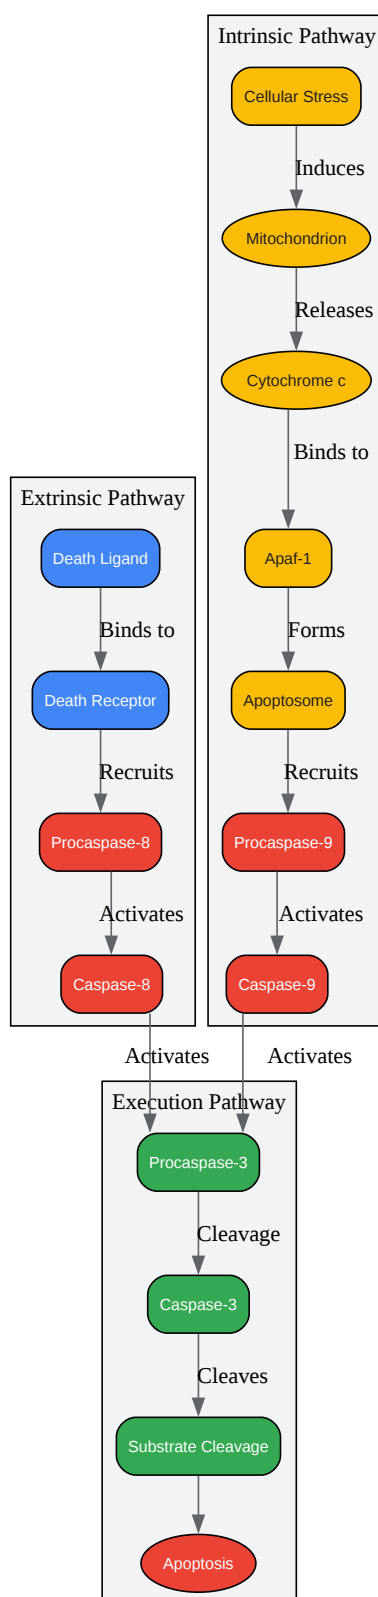 Intrinsic Pathway
Cellular Stress
Induces
Mitochondrion
Releases
Cytochrome c
Binds to
Apaf-1
Forms
Apoptosome
Recruits
Procaspase-9
Activates
Caspase-9
Activates
Extrinsic Pathway
Death Ligand
Binds to
Death Receptor
Recruits
Procaspase-8
Activates
Caspase-8
Activates
Execution Pathway
Procaspase-3
Cleavage
Caspase-3
Cleaves
Substrate Cleavage
Apoptosis